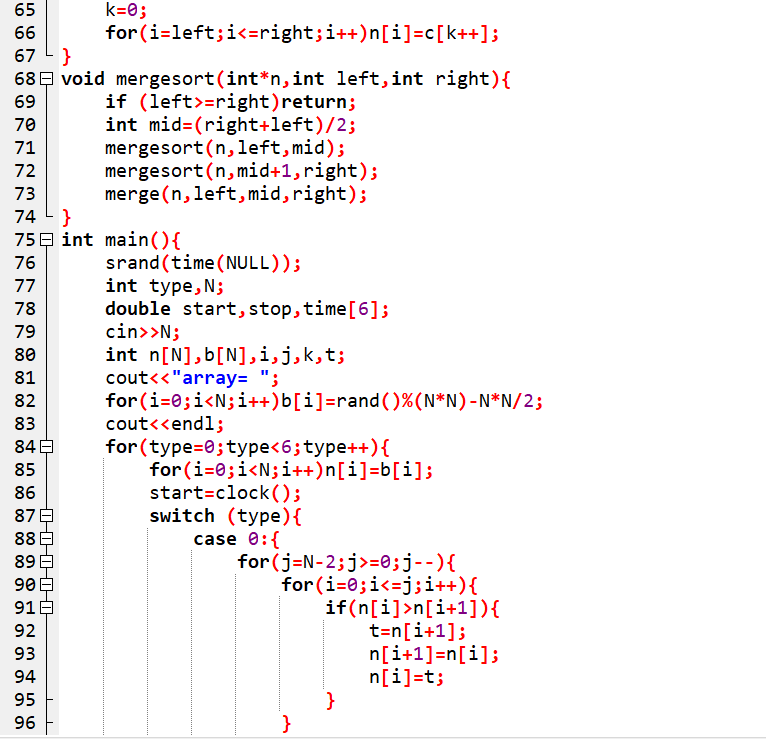 65 k=0;
66 for(i=left;i<=right;i++)n[i]=c[k++];
67 }
68 void mergesort(int*n,int left,int right){
69 if (left>=right)return;
70 int mid=(right+left)/2;
71 mergesort(n,left,mid);
72 mergesort(n,mid+1,right);
73 merge(n,left,mid,right);
74 }
75 int main(){
76 srand(time(NULL));
77 int type,N;
78 double start,stop,time[6];
79 cin>>N;
80 int n[N],b[N],i,j,k,t;
81 cout<<"array= ";
82 for(i=0;i<N;i++)b[i]=rand()%(N*N)-N*N/2;
83 cout<<endl;
84 for(type=0;type<6;type++){
85 for(i=0;i<N;i++)n[i]=b[i];
86 start=clock();
87 switch (type){
88 case 0:{
89 for(j=N-2;j>=0;j--){
90 for(i=0;i<=j;i++){
91 if(n[i]>n[i+1]){
92 t=n[i+1];
93 n[i+1]=n[i];
94 n[i]=t;
95 }
96 }